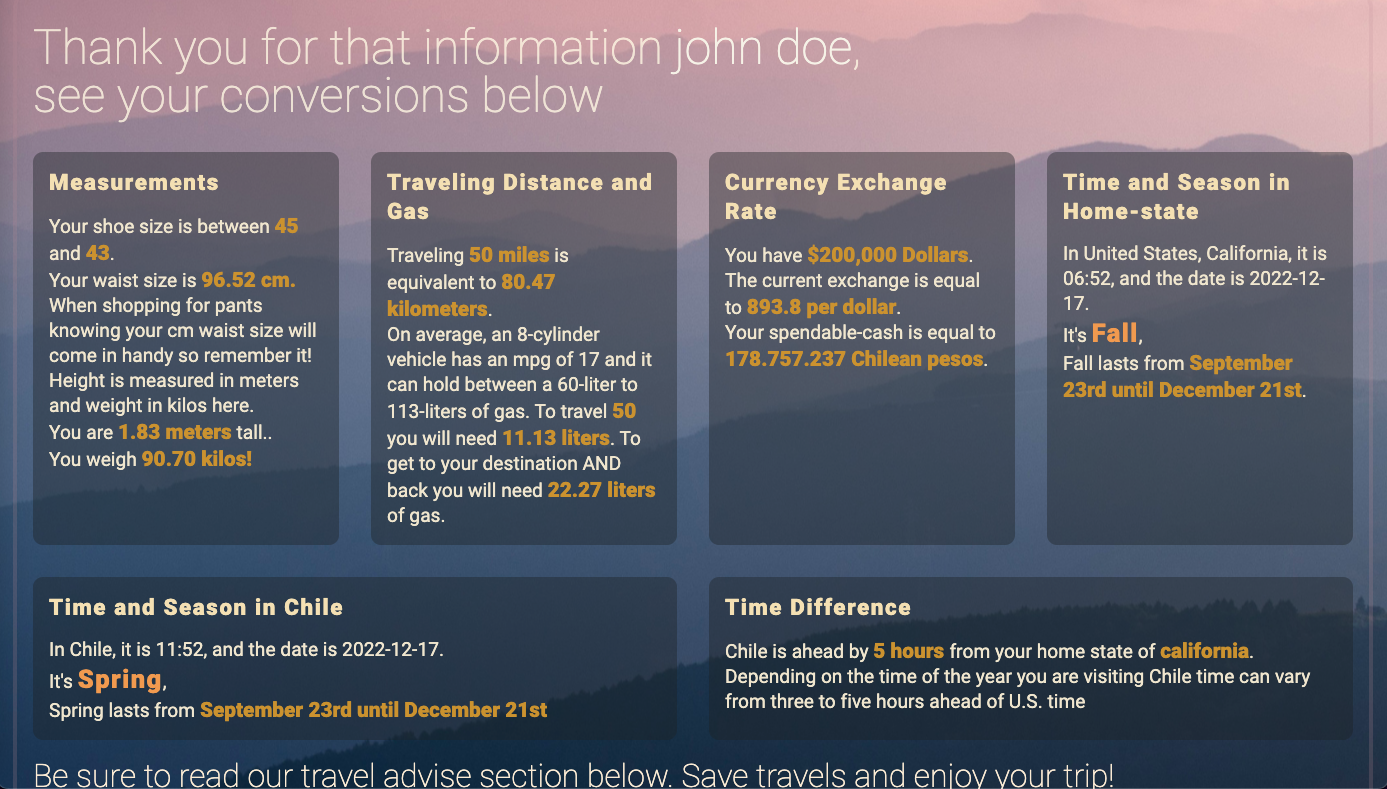 Thank you for that information john doe,
see your conversions below
Measurements
Your shoe size is between 45
and 43.
Your waist size is 96.52 cm.
When shopping for pants
knowing your cm waist size will
come in handy so remember it!
Height is measured in meters
and weight in kilos here.
You are 1.83 meters tall..
You weigh 90.70 kilos!
Traveling Distance and
Gas
Traveling 50 miles is
equivalent to 80.47
kilometers.
On average, an 8-cylinder
vehicle has an mpg of 17 and it
can hold between a 60-liter to
113-liters of gas. To travel 50
you will need 11.13 liters. To
get to your destination AND
back you will need 22.27 liters
of gas.
Currency Exchange
Rate
You have $200,000 Dollars.
The current exchange is equal
to 893.8 per dollar.
Your spendable-cash is equal to
178.757.237 Chilean pesos.
Time and Season in
Home-state
In United States, California, it is
06:52, and the date is 2022-12-
17.
It's Fall,
Fall lasts from September
23rd until December 21st.
Time and Season in Chile
In Chile, it is 11:52, and the date is 2022-12-17.
It's Spring,
Spring lasts from September 23rd until December 21st
Time Difference
Chile is ahead by 5 hours from your home state of california.
Depending on the time of the year you are visiting Chile time can vary
from three to five hours ahead of U.S. time
Be sure to read our travel advise section below. Save travels and enjoy your trip!